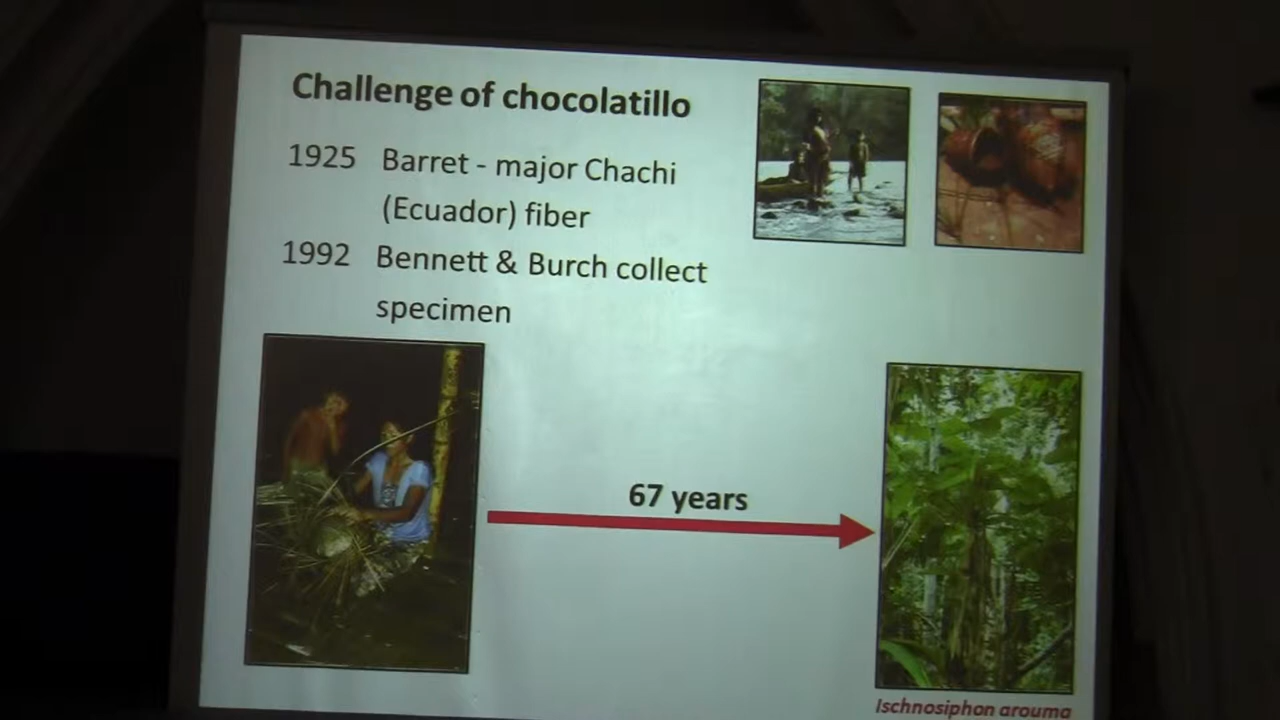 Challenge of chocolatillo
1925 Barret - major Chachi
(Ecuador) fiber
1992 Bennett & Burch collect
specimen
67 years
Ischnosiphon arouma